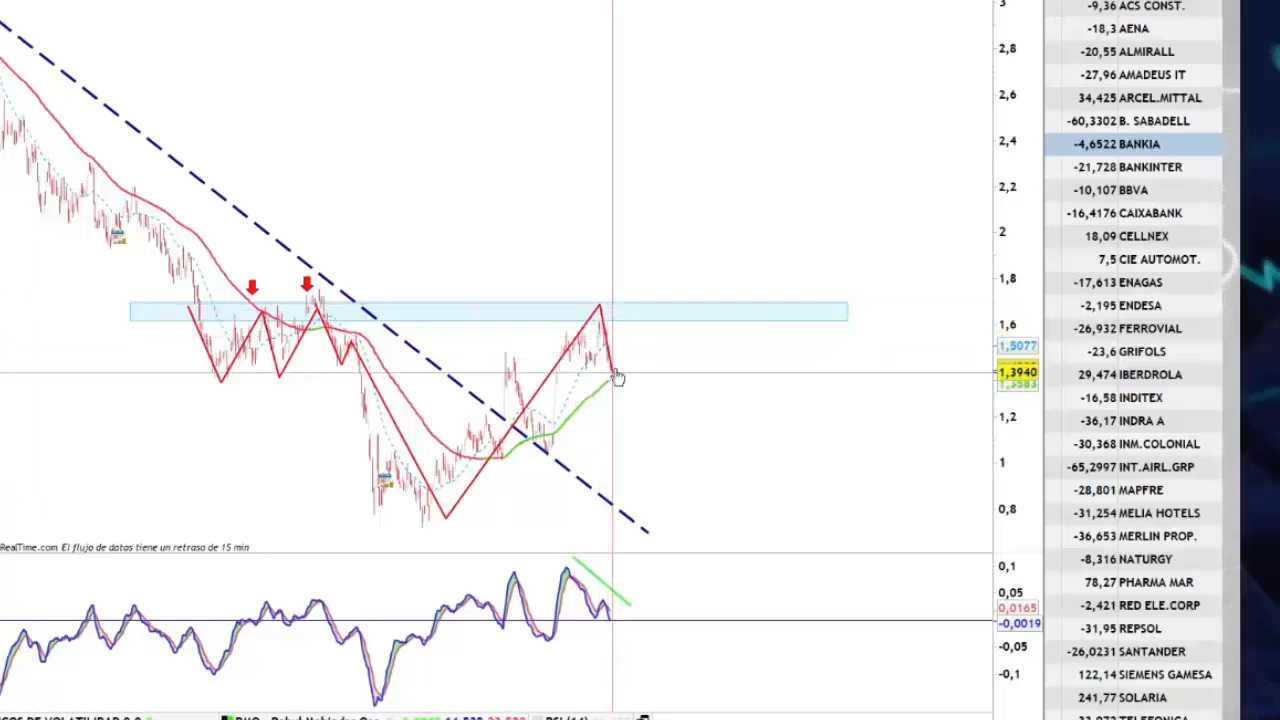 3
2,8
2,6
2,4
2,2
2
1,8
1,6
1,5077
1,3940
1,3583
1,2
1
0,8
RealTime.com El flujo de datos tiene un retraso de 15 min
0,1
0,05
0,0165
-0,0019
-0,05
-0,1
-9,36 ACS CONST.
-18,3 AENA
-20,55 ALMIRALL
-27,96 AMADEUS IT
34,425 ARCEL.MITTAL
-60,3302 B. SABADELL
-4,6522 BANKIA
-21,728 BANKINTER
-10,107 BBVA
-16,4176 CAIXABANK
18,09 CELLNEX
7,5 CIE AUTOMOT.
-17,613 ENAGAS
-2,195 ENDESA
-26,932 FERROVIAL
-23,6 GRIFOLS
29,474 IBERDROLA
-16,58 INDITEX
-36,17 INDRA A
-30,368 INM.COLONIAL
-65,2997 INT.AIRL.GRP
-28,801 MAPFRE
-31,254 MELIA HOTELS
-36,653 MERLIN PROP.
-8,316 NATURGY
78,27 PHARMA MAR
-2,421 RED ELE.CORP
-31,95 REPSOL
-26,0231 SANTANDER
122,14 SIEMENS GAMESA
241,77 SOLARIA
TELEFONICA